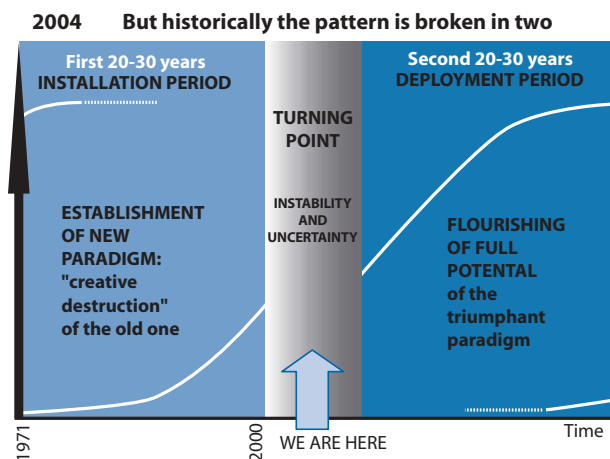 2004 But historically the pattern is broken in two
First 20-30 years
INSTALLATION PERIOD
TURNING
POINT
Second 20-30 years
DEPLOYMENT PERIOD
INSTABILITY
AND
UNCERTAINTY
ESTABLISHMENT
OF NEW
PARADIGM:
"creative
destruction"
of the old one
FLOURISHING
OF FULL
POTENTIAL
of the
triumphant
paradigm
1971
2000
WE ARE HERE
Time